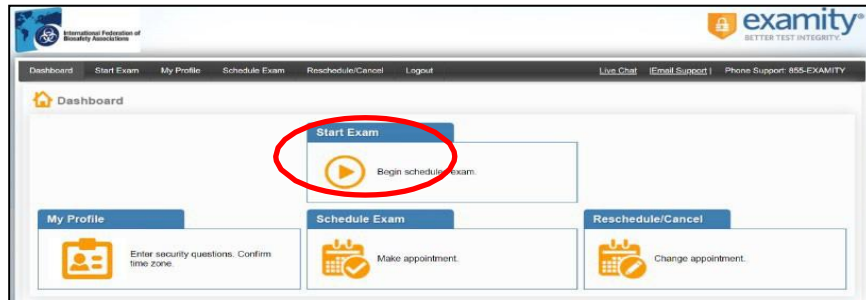 International Federation of
Biosafety Associations
examity®
BETTER TEST INTEGRITY.
Dashboard Start Exam My Profile Schedule Exam Reschedule/Cancel Logout Live Chat |Email Support| Phone Support: 855-EXAMITY
Dashboard
Start Exam
Begin scheduled exam.
My Profile
Enter security questions. Confirm
time zone.
Schedule Exam
Make appointment.
Reschedule/Cancel
Change appointment.